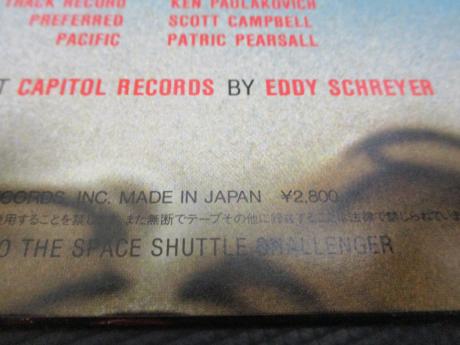 TRACK RECORD KEN PAULAKOVICH
PREFERRED SCOTT CAMPBELL
PACIFIC PATRIC PEARSALL
T CAPITOL RECORDS BY EDDY SCHREYER
ECORDS, INC. MADE IN JAPAN ¥2,800
使用することを禁じます。また無断でテープその他に録音することは法律で禁じられていま
O THE SPACE SHUTTLE CHALLENGER